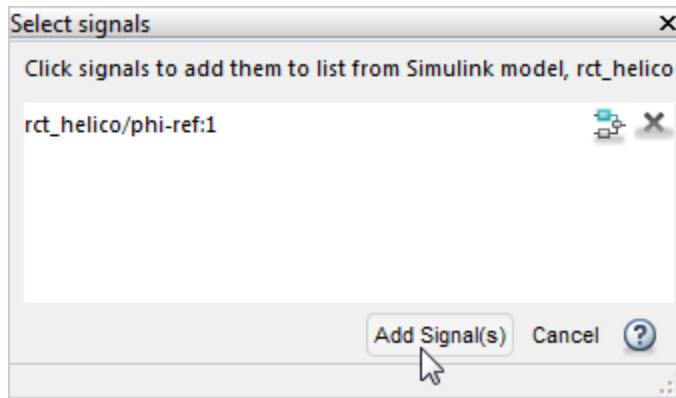 Select signals
Click signals to add them to list from Simulink model, rct_helico
rct_helico/phi-ref:1
Add Signal(s) Cancel ?